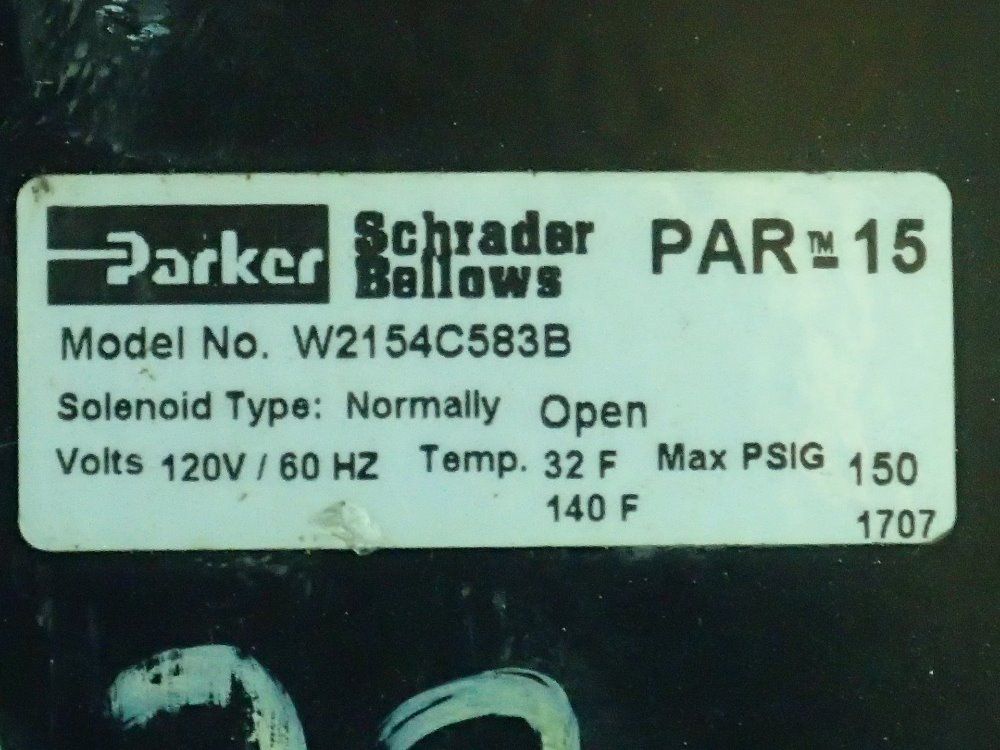 Parker Schrader Bellows PAR™-15
Model No. W2154C583B
Solenoid Type: Normally Open
Volts 120V / 60 HZ Temp. 32 F Max PSIG 150
140 F 1707